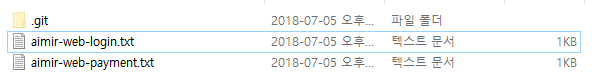 .git 2018-07-05 오후... 파일 폴더
aimir-web-login.txt 2018-07-05 오후... 텍스트 문서 1KB
aimir-web-payment.txt 2018-07-05 오후... 텍스트 문서 1KB